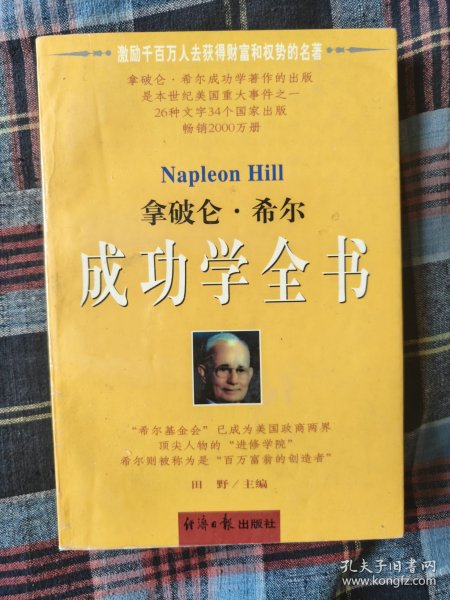 激励千百万人去获得财富和权势的名著
拿破仑·希尔成功学著作的出版
是本世纪美国重大事件之一
26种文字34个国家出版
畅销2000万册
Napleon Hill
拿破仑·希尔
成功学全书
“希尔基金会”已成为美国政商两界
顶尖人物的“进修学院”
希尔则被称为是“百万富翁的创造者”
田 野/主编
经济日报出版社
孔夫子旧书网
www.kongfz.com